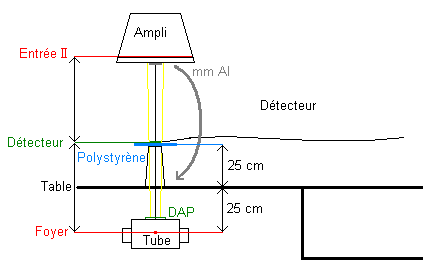 Ampli
Entrée II
mm Al
Détecteur
Détecteur
Polystyrène
25 cm
Table
25 cm
DAP
Foyer
Tube